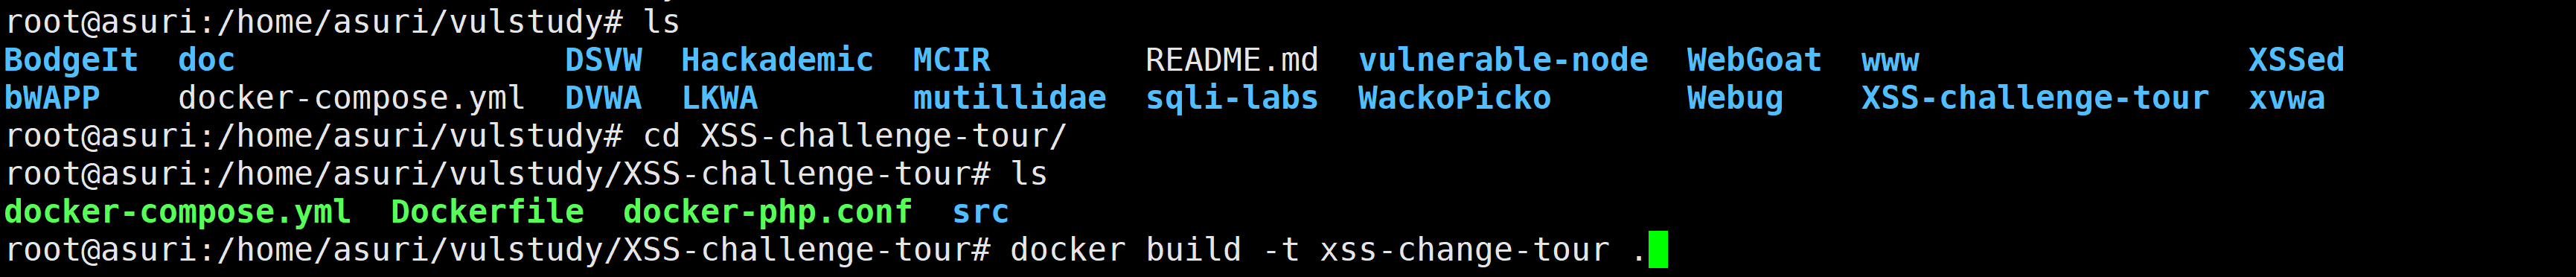 root@asuri:/home/asuri/vulstudy# ls
BodgeIt  doc                 DSVW  Hackademic  MCIR        README.md  vulnerable-node  WebGoat  www                 XSSed
bWAPP    docker-compose.yml  DVWA  LKWA        mutillidae  sqli-labs  WackoPicko       Webug    XSS-challenge-tour  xvwa
root@asuri:/home/asuri/vulstudy# cd XSS-challenge-tour/
root@asuri:/home/asuri/vulstudy/XSS-challenge-tour# ls
docker-compose.yml  Dockerfile  docker-php.conf  src
root@asuri:/home/asuri/vulstudy/XSS-challenge-tour# docker build -t xss-change-tour .